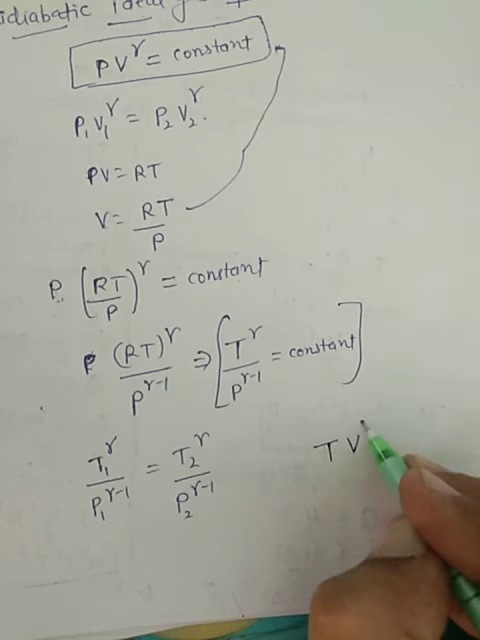 adiabatic ideal
PV^γ = constant
P₁V₁^γ = P₂V₂^γ.
PV = RT
V = RT/P
P. (RT/P)^γ = constant
P (RT)^γ/P^γ-1 ⇒ [T^γ/P^γ-1 = constant]
T₁^γ/P₁^γ-1 = T₂^γ/P₂^γ-1 TV